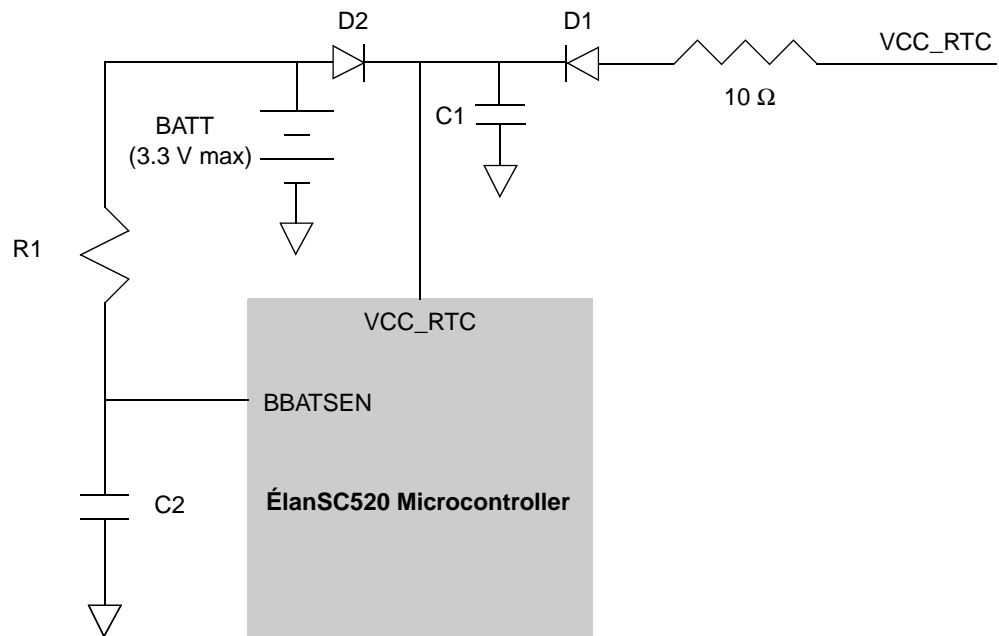 D2
D1
VCC_RTC
10 Ω
C1
BATT
(3.3 V max)
R1
VCC_RTC
BBATSEN
C2
ÉlanSC520 Microcontroller